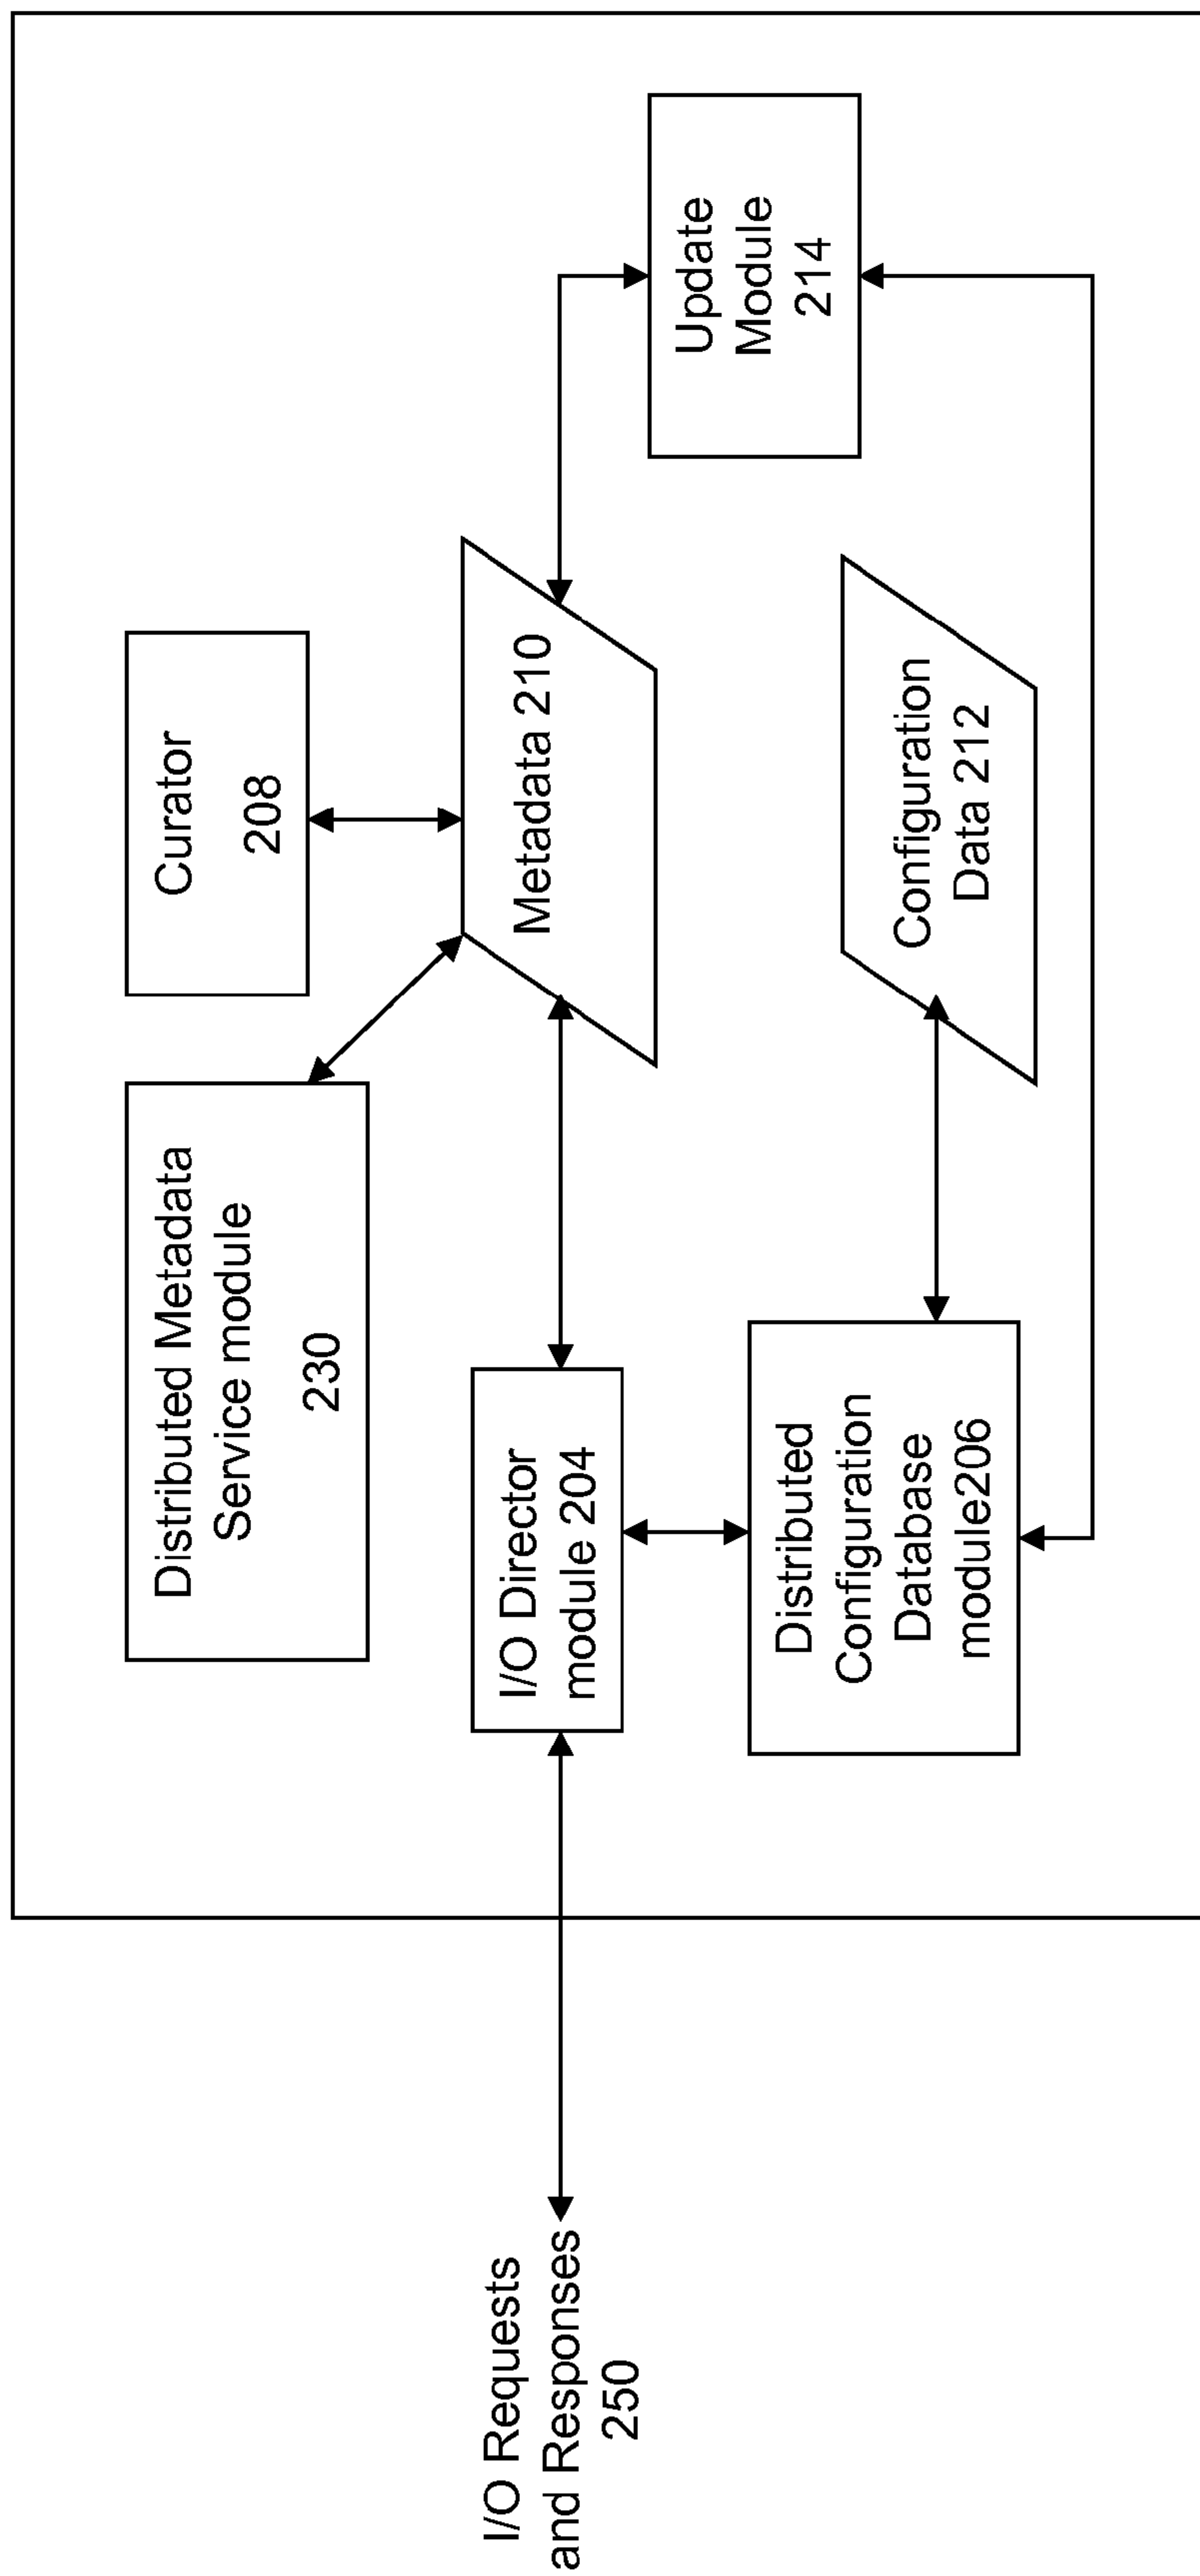 Distributed Metadata
Service module
230
Curator
208
I/O Requests
and Responses
250
I/O Director
module 204
Metadata 210
Update
Module
214
Distributed
Configuration
Database
module206
Configuration
Data 212